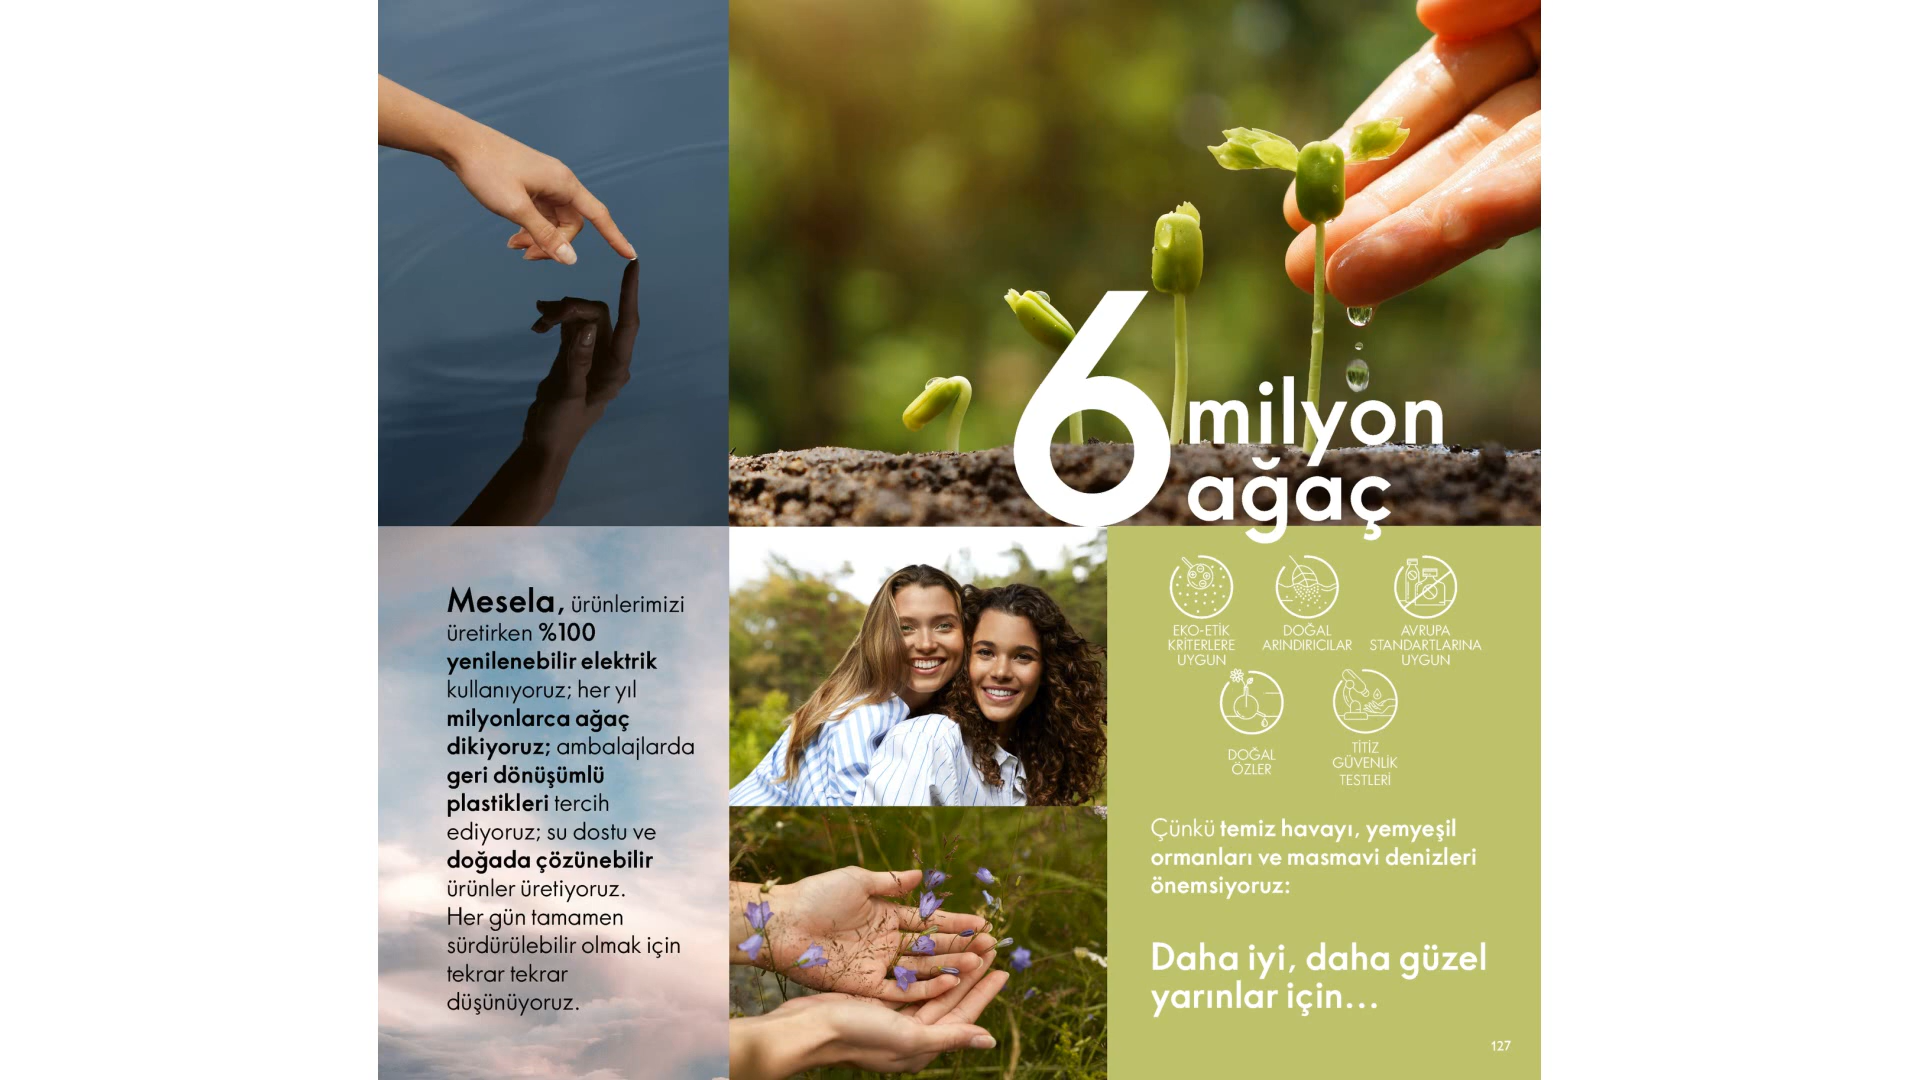 6 milyon
ağaç
Mesela, ürünlerimizi
üretirken %100
yenilenebilir elektrik
kullanıyoruz; her yıl
milyonlarca ağaç
dikiyoruz; ambalajlarda
geri dönüşümlü
plastikleri tercih
ediyoruz; su dostu ve
doğada çözünebilir
ürünler üretiyoruz.
Her gün tamamen
sürdürülebilir olmak için
tekrar tekrar
düşünüyoruz.
EKO-ETİK
KRİTERLERE
UYGUN
DOĞAL
ARINDIRICILAR
AVRUPA
STANDARTLARINA
UYGUN
DOĞAL
ÖZLER
TİTİZ
GÜVENLİK
TESTLERİ
Çünkü temiz havayı, yemyeşil
ormanları ve masmavi denizleri
önemsiyoruz:
Daha iyi, daha güzel
yarınlar için...
127